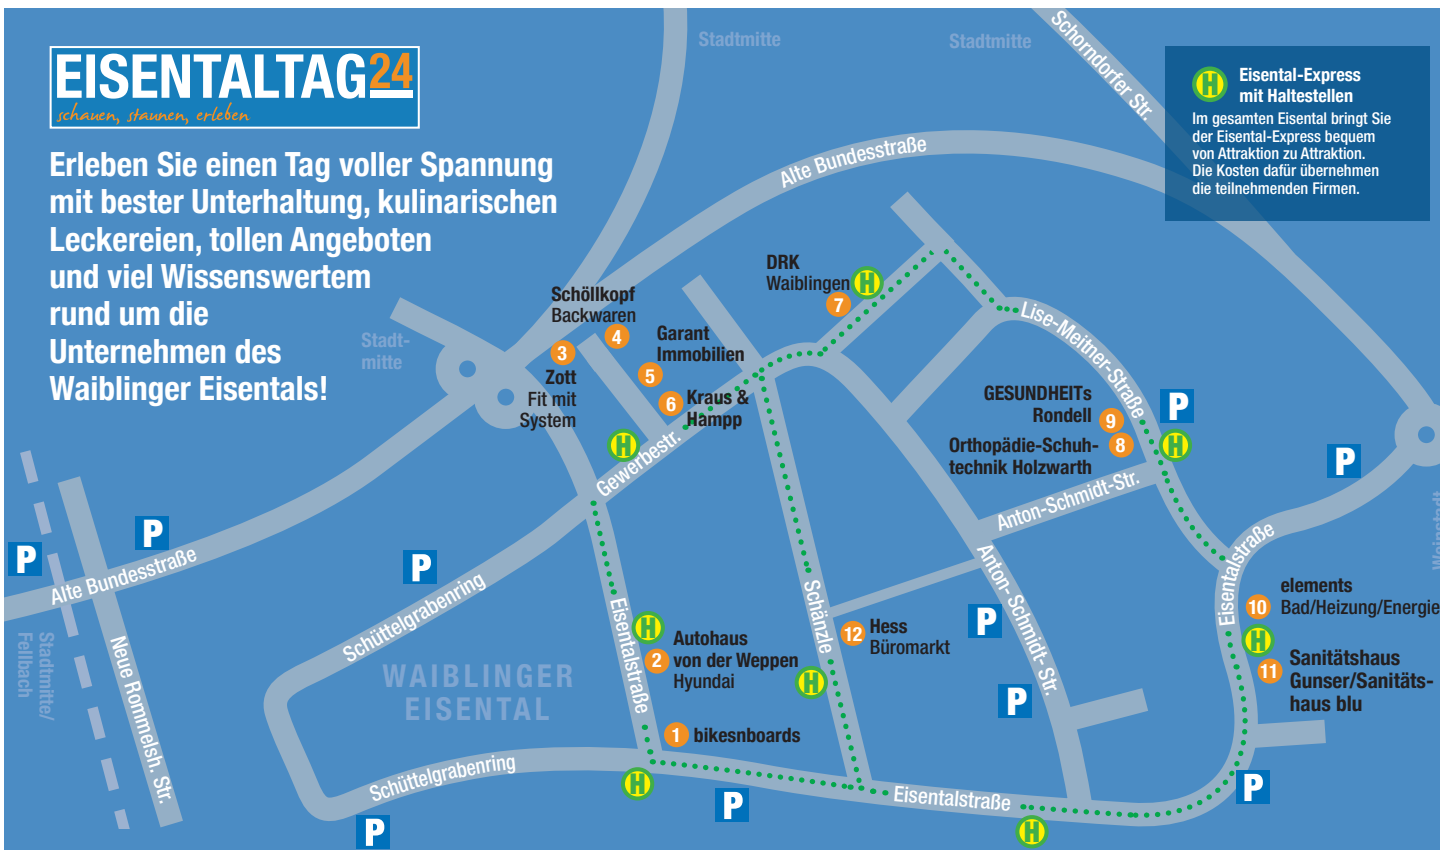 EISENTALTAG24
schauen, staunen, erleben
Erleben Sie einen Tag voller Spannung
mit bester Unterhaltung, kulinarischen
Leckereien, tollen Angeboten
und viel Wissenswertem
rund um die
Unternehmen des
Waiblinger Eisentals!
Stadtmitte
Stadtmitte
Schorndorfer Str.
H
Eisental-Express
mit Haltestellen
Im gesamten Eisental bringt Sie
der Eisental-Express bequem
von Attraktion zu Attraktion.
Die Kosten dafür übernehmen
die teilnehmenden Firmen.
Alte Bundesstraße
DRK
Waiblingen
H
7
Schöllkopf
Backwaren
4
Garant
Immobilien
5
3
Zott
Fit mit
System
6
Kraus &
Hampp
Stadt-
mitte
H
Gewerbestr.
Lise-Meitner-Straße
GESUNDHEITs
Rondell
9
P
Orthopädie-Schuh-
technik Holzwarth
8
H
P
Anton-Schmidt-Str.
Weinstadt
P
P
Alte Bundesstraße
P
Schüttelgrabenring
Eisentalstraße
Schänzle
Anton- Schmidt- Str.
Eisentalstraße
10
elements
Bad/Heizung/Energie
H
11
Sanitätshaus
Gunser/Sanitäts-
haus blu
Stadtmitte/
Fellbach
Neue Rommelsh. Str.
WAIBLINGER
EISENTAL
H
2
Autohaus
von der Weppen
Hyundai
12
Hess
Büromarkt
H
P
P
1
bikesnboards
Schüttelgrabenring
H
P
P
Eisentalstraße
H
P